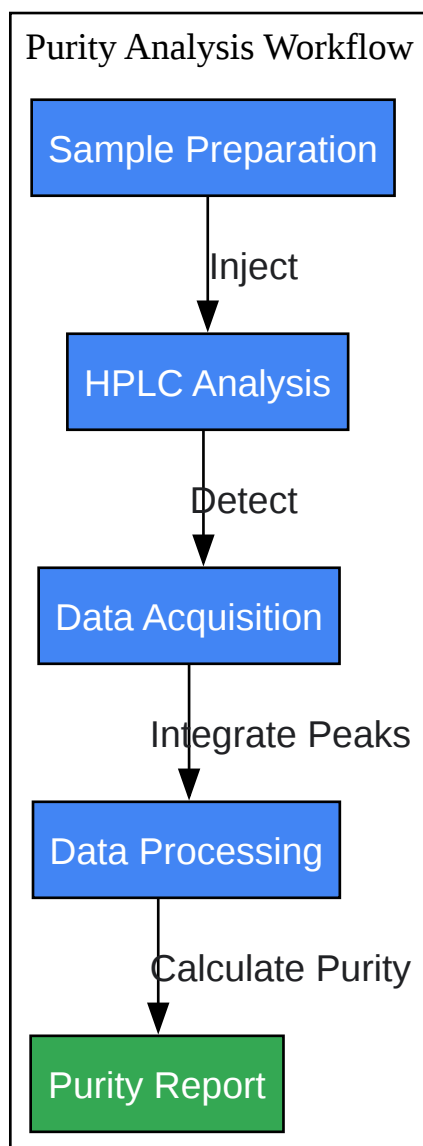 Purity Analysis Workflow
Sample Preparation
Inject
HPLC Analysis
Detect
Data Acquisition
Integrate Peaks
Data Processing
Calculate Purity
Purity Report